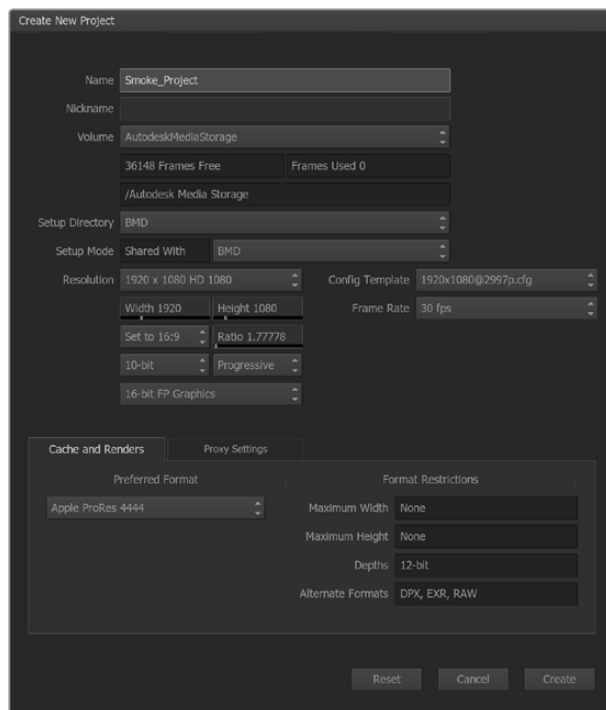 Create New Project
Name Smoke_Project
Nickname
Volume AutodeskMediaStorage
36148 Frames Free Frames Used 0
/Autodesk Media Storage
Setup Directory BMD
Setup Mode Shared With BMD
Resolution 1920 x 1080 HD 1080 Config Template 1920x1080@2997p.cfg
Width 1920 Height 1080 Frame Rate 30 fps
Set to 16:9 Ratio 1.77778
10-bit Progressive
16-bit FP Graphics
Cache and Renders Proxy Settings
Preferred Format Format Restrictions
Apple ProRes 4444 Maximum Width None
Maximum Height None
Depths 12-bit
Alternate Formats DPX, EXR, RAW
Reset Cancel Create